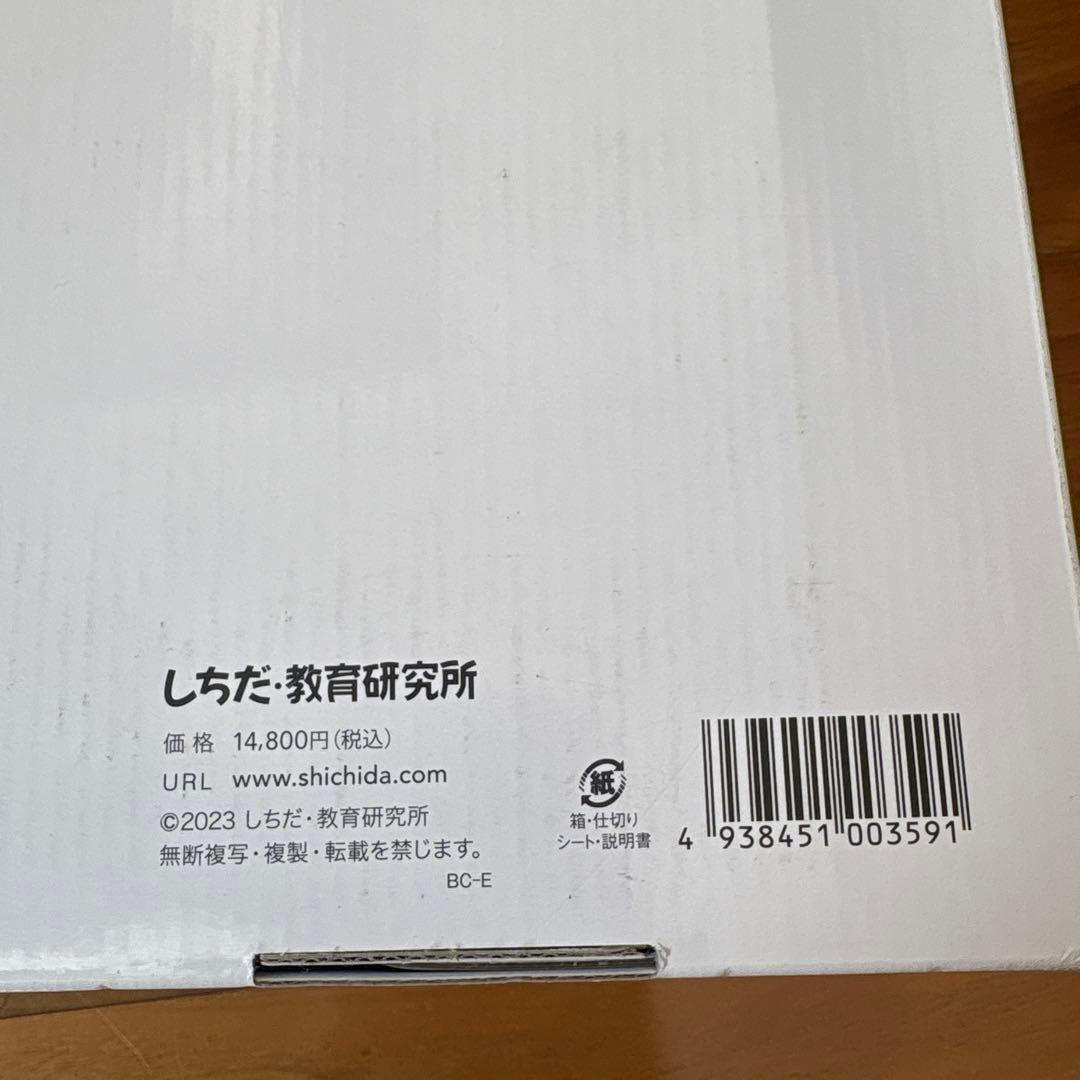 しちだ・教育研究所
価格 14,800円(税込)
URL www.shichida.com
©2023 しちだ・教育研究所
無断複写・複製・転載を禁じます。
BC-E
紙
箱・仕切り
シート・説明書
4 938451 003591